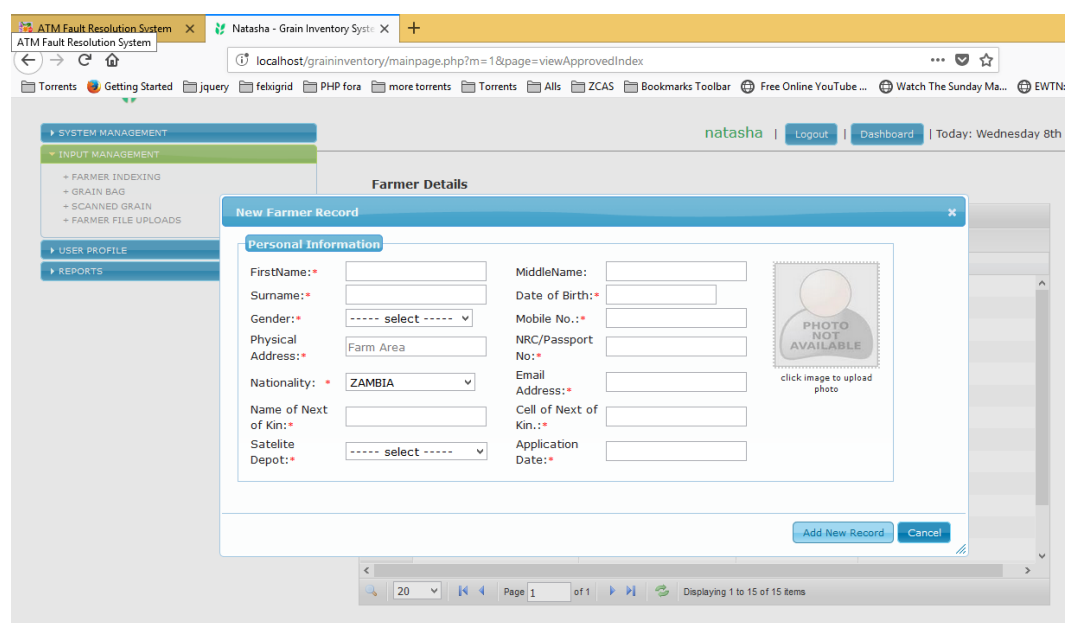 ATM Fault Resolution System
Natasha - Grain Inventory Syste
ATM Fault Resolution System
localhost/graininventory/mainpage.php?m=1&page=viewApprovedIndex
Torrents Getting Started jquery felxigrid PHP fora more torrents Torrents Alls ZCAS Bookmarks Toolbar Free Online YouTube ... Watch The Sunday Ma... EWTN:
SYSTEM MANAGEMENT
natasha | Logout | Dashboard | Today: Wednesday 8th
INPUT MANAGEMENT
+ FARMER INDEXING
+ GRAIN BAG
+ SCANNED GRAIN
+ FARMER FILE UPLOADS
USER PROFILE
REPORTS
Farmer Details
New Farmer Record
Personal Information
FirstName:*
MiddleName:
Surname:*
Date of Birth:*
Gender:* ----- select -----
Mobile No.:*
Physical
Address:* Farm Area
NRC/Passport
No:*
Nationality: * ZAMBIA
Email
Address:*
Name of Next
of Kin:*
Cell of Next of
Kin.:*
Satelite
Depot:* ----- select -----
Application
Date:*
PHOTO
NOT
AVAILABLE
click image to upload
photo
Add New Record Cancel
20 Page 1 of 1 Displaying 1 to 15 of 15 items